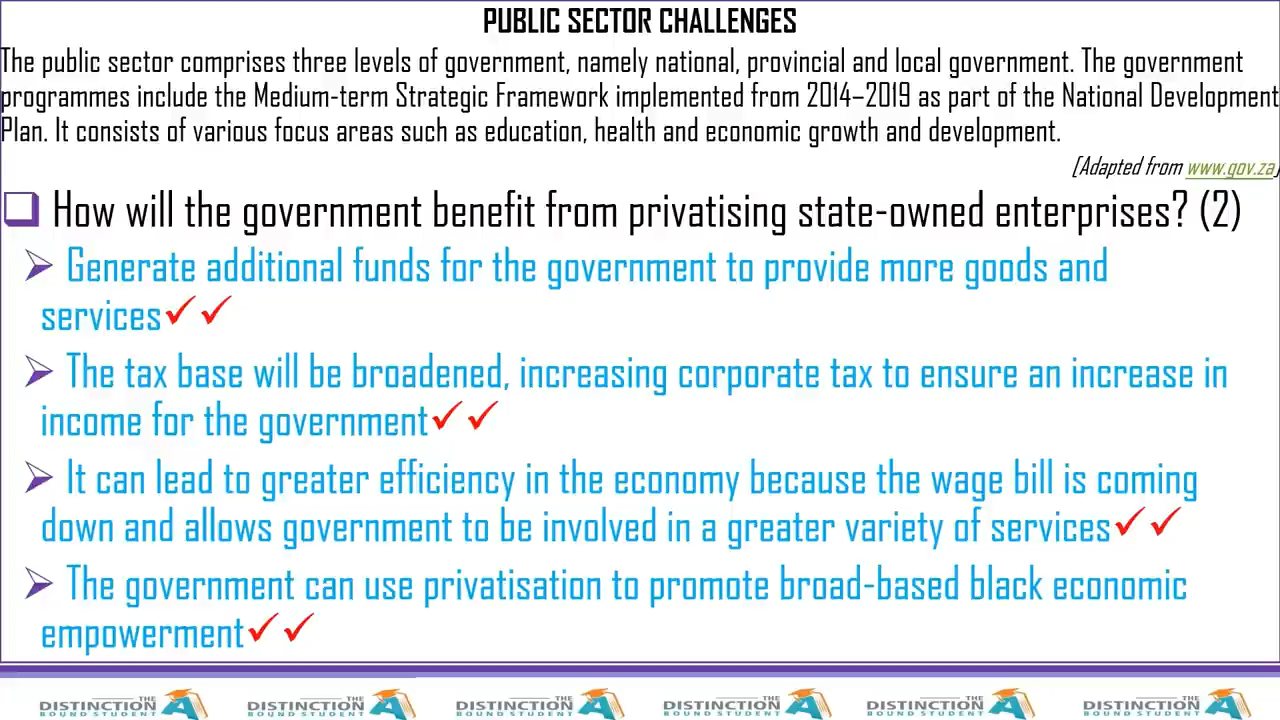 PUBLIC SECTOR CHALLENGES
The public sector comprises three levels of government, namely national, provincial and local government. The government
programmes include the Medium-term Strategic Framework implemented from 2014–2019 as part of the National Development
Plan. It consists of various focus areas such as education, health and economic growth and development.
[Adapted from www.gov.za]
How will the government benefit from privatising state-owned enterprises? (2)
Generate additional funds for the government to provide more goods and
services✓✓
The tax base will be broadened, increasing corporate tax to ensure an increase in
income for the government✓✓
It can lead to greater efficiency in the economy because the wage bill is coming
down and allows government to be involved in a greater variety of services✓✓
The government can use privatisation to promote broad-based black economic
empowerment✓✓
THE DISTINCTION BOUND STUDENT THE DISTINCTION BOUND STUDENT THE DISTINCTION BOUND STUDENT THE DISTINCTION BOUND STUDENT THE DISTINCTION BOUND STUDENT THE DISTINCTION BOUND STUDENT